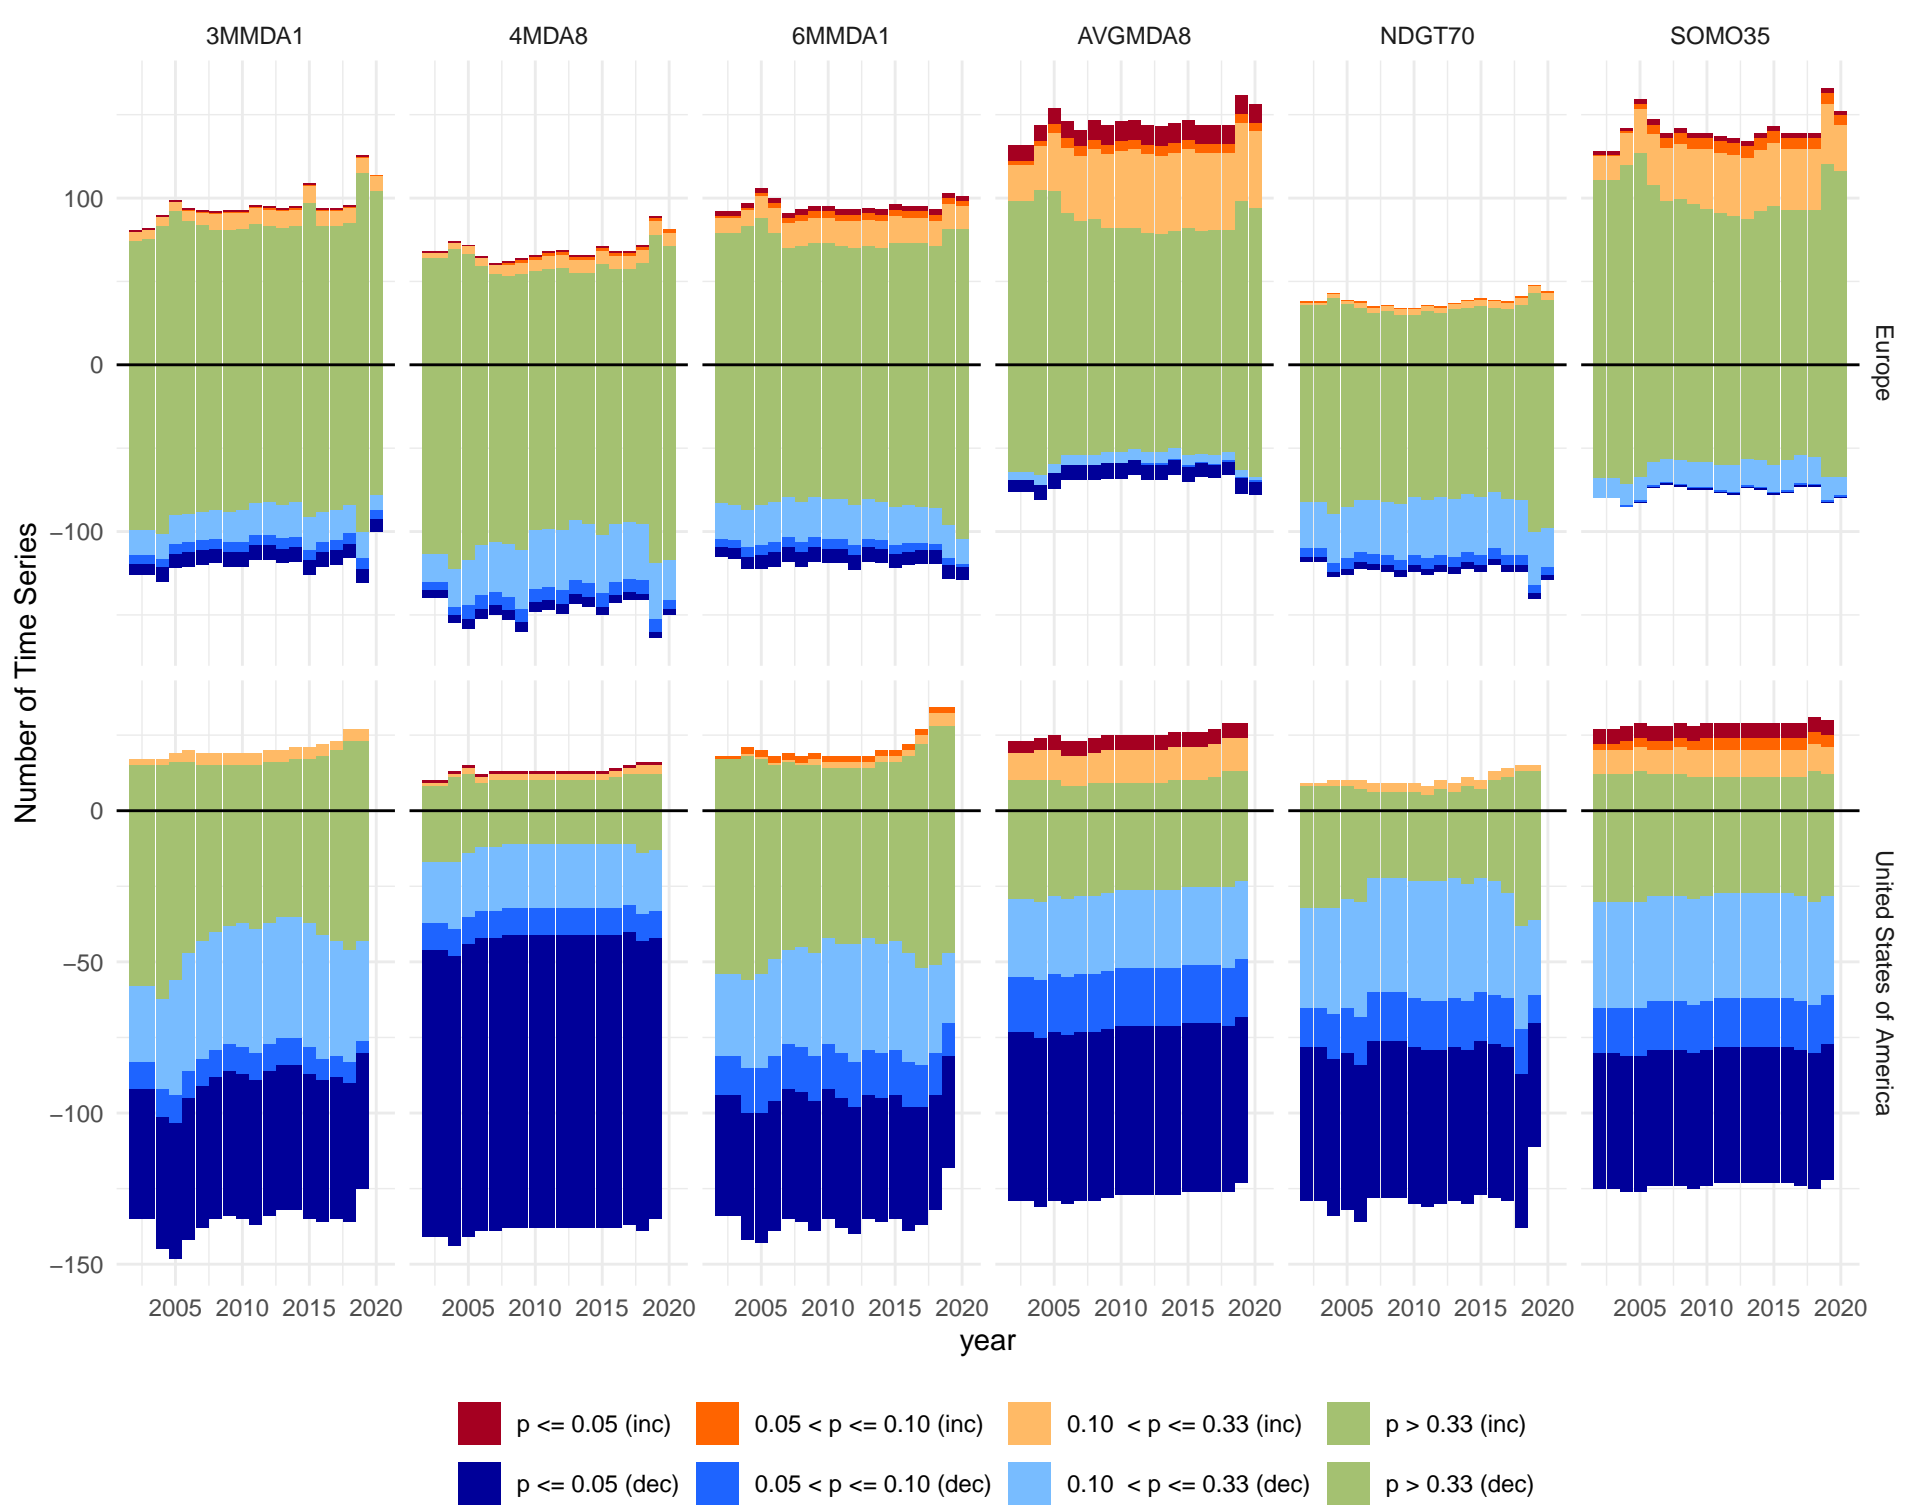 3MMDA1 4MDA8 6MMDA1 AVGMDA8 NDGT70 SOMO35
100
0
−100
Europe
Number of Time Series
0
−50
−100
−150
United States of America
2005 2010 2015 2020 2005 2010 2015 2020 2005 2010 2015 2020 2005 2010 2015 2020 2005 2010 2015 2020 2005 2010 2015 2020
year
p <= 0.05 (inc) 0.05 < p <= 0.10 (inc) 0.10 < p <= 0.33 (inc) p > 0.33 (inc)
p <= 0.05 (dec) 0.05 < p <= 0.10 (dec) 0.10 < p <= 0.33 (dec) p > 0.33 (dec)